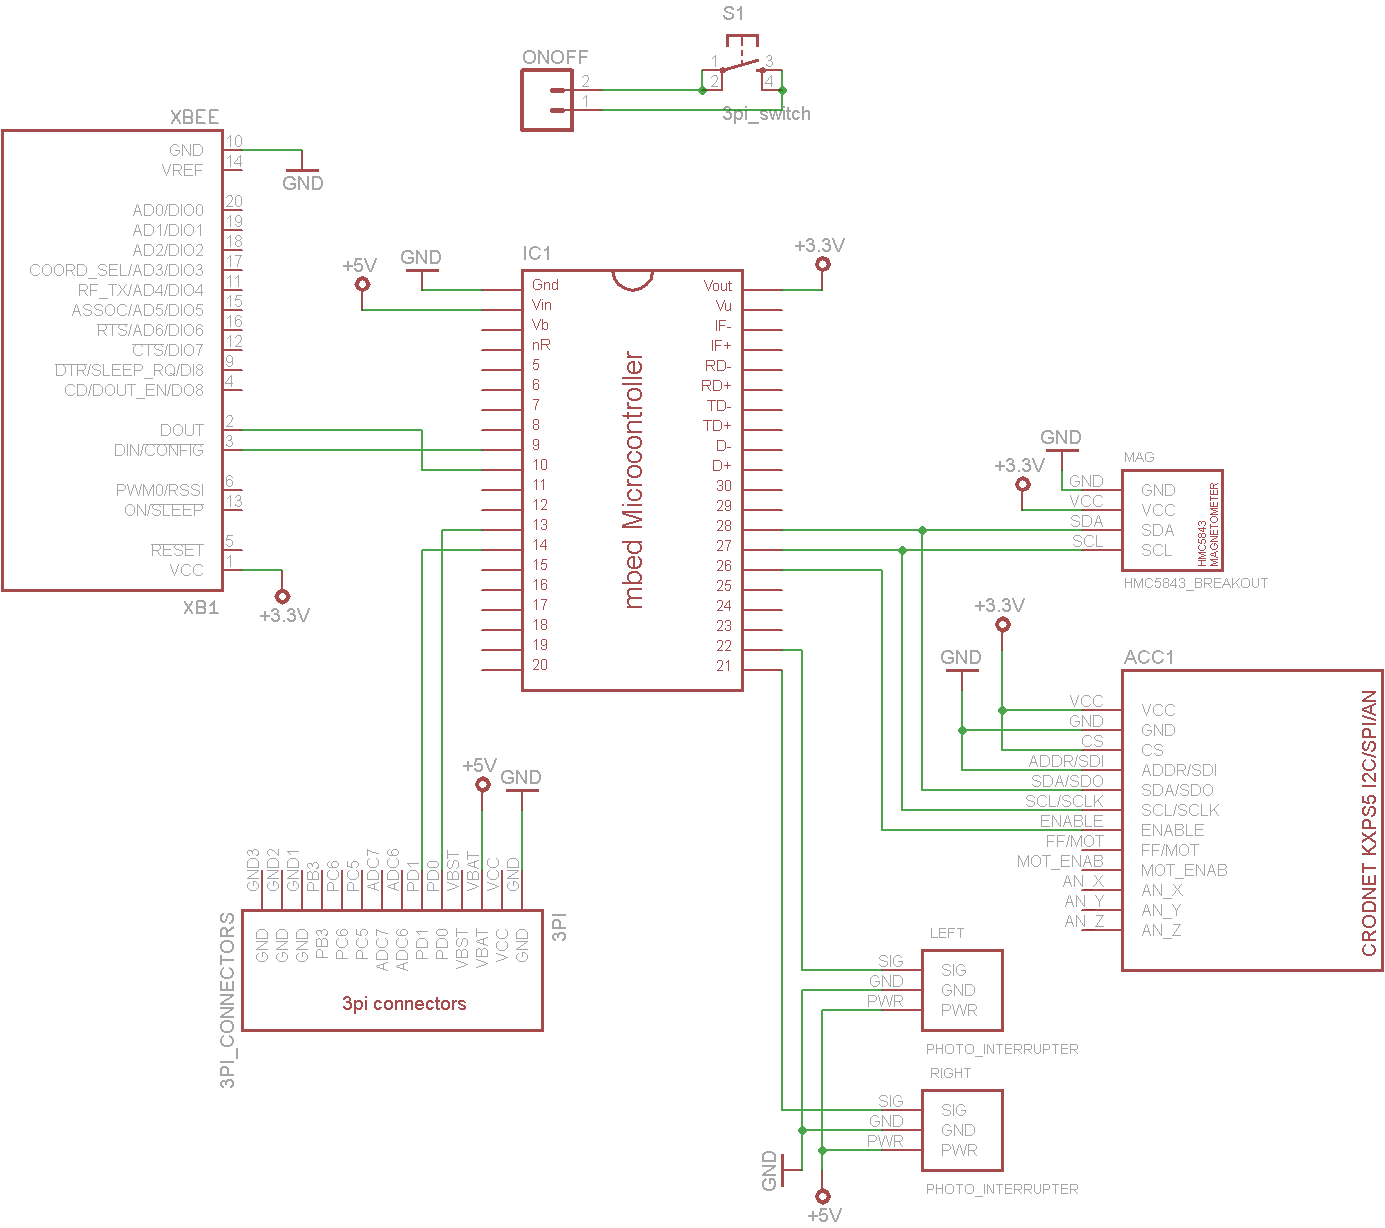 S1
ONOFF
2
1
1
2
3
4
3pi_switch
XBEE
GND 10
VREF 14
AD0/DIO0 20
AD1/DIO1 19
AD2/DIO2 18
COORD_SEL/AD3/DIO3 17
RF_TX/AD4/DIO4 11
ASSOC/AD5/DIO5 15
RTS/AD6/DIO6 16
CTS/DIO7 12
DTR/SLEEP_RQ/DI8 9
CD/DOUT_EN/DO8 4
DOUT 2
DIN/CONFIG 3
PWM0/RSSI 6
ON/SLEEP 13
RESET 5
VCC 1
XB1
GND
+3.3V
+5V
GND
IC1
+3.3V
Gnd
Vin
Vb
nR
5
6
7
8
9
10
11
12
13
14
15
16
17
18
19
20
mbed Microcontroller
Vout
Vu
IF-
IF+
RD-
RD+
TD-
TD+
D-
D+
30
29
28
27
26
25
24
23
22
21
GND
+3.3V
MAG
GND GND
VCC VCC
SDA SDA
SCL SCL
HMC5843
MAGNETOMETER
HMC5843_BREAKOUT
+3.3V
GND
ACC1
VCC VCC
GND GND
CS CS
ADDR/SDI ADDR/SDI
SDA/SDO SDA/SDO
SCL/SCLK SCL/SCLK
ENABLE ENABLE
FF/MOT FF/MOT
MOT_ENAB MOT_ENAB
AN_X AN_X
AN_Y AN_Y
AN_Z AN_Z
CRODNET KXPS5 I2C/SPI/AN
+5V
GND
GND3
GND2
GND1
PB3
PC6
PC5
ADC7
ADC6
PD1
PD0
VBST
VBAT
VCC
GND
GND
GND
GND
PB3
PC6
PC5
ADC7
ADC6
PD1
PD0
VBST
VBAT
VCC
GND
3pi connectors
3PI_CONNECTORS
3PI
LEFT
SIG SIG
GND GND
PWR PWR
PHOTO_INTERRUPTER
RIGHT
SIG SIG
GND GND
PWR PWR
PHOTO_INTERRUPTER
GND
+5V